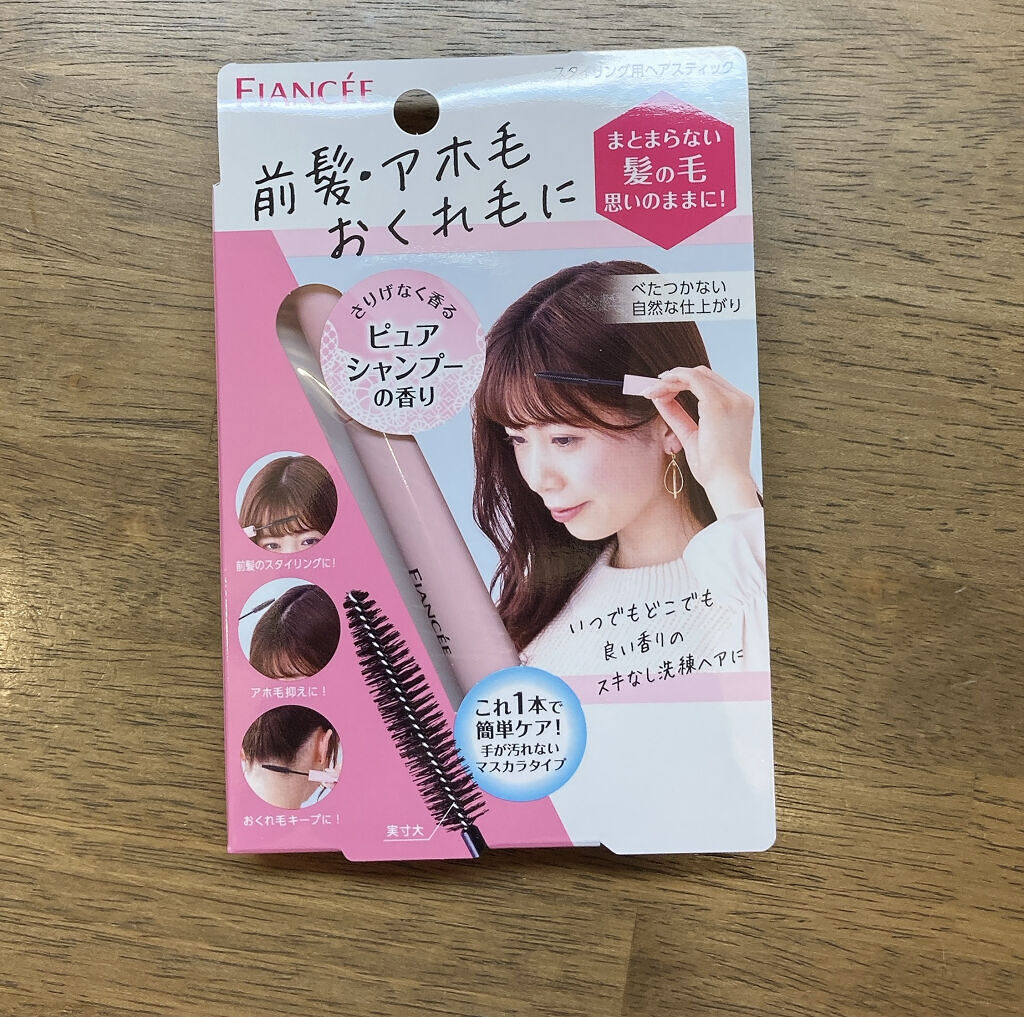 FIANCÉE
スタイリング用ヘアスティック
前髪・アホ毛
おくれ毛に
まとまらない
髪の毛
思いのままに!
べたつかない
自然な仕上がり
さりげなく香る
ピュア
シャンプー
の香り
前髪のスタイリングに!
アホ毛抑えに!
おくれ毛キープに!
FIANCÉE
実寸大
いつでもどこでも
良い香りの
スキなし洗練ヘアに
これ1本で
簡単ケア!
手が汚れない
マスカラタイプ